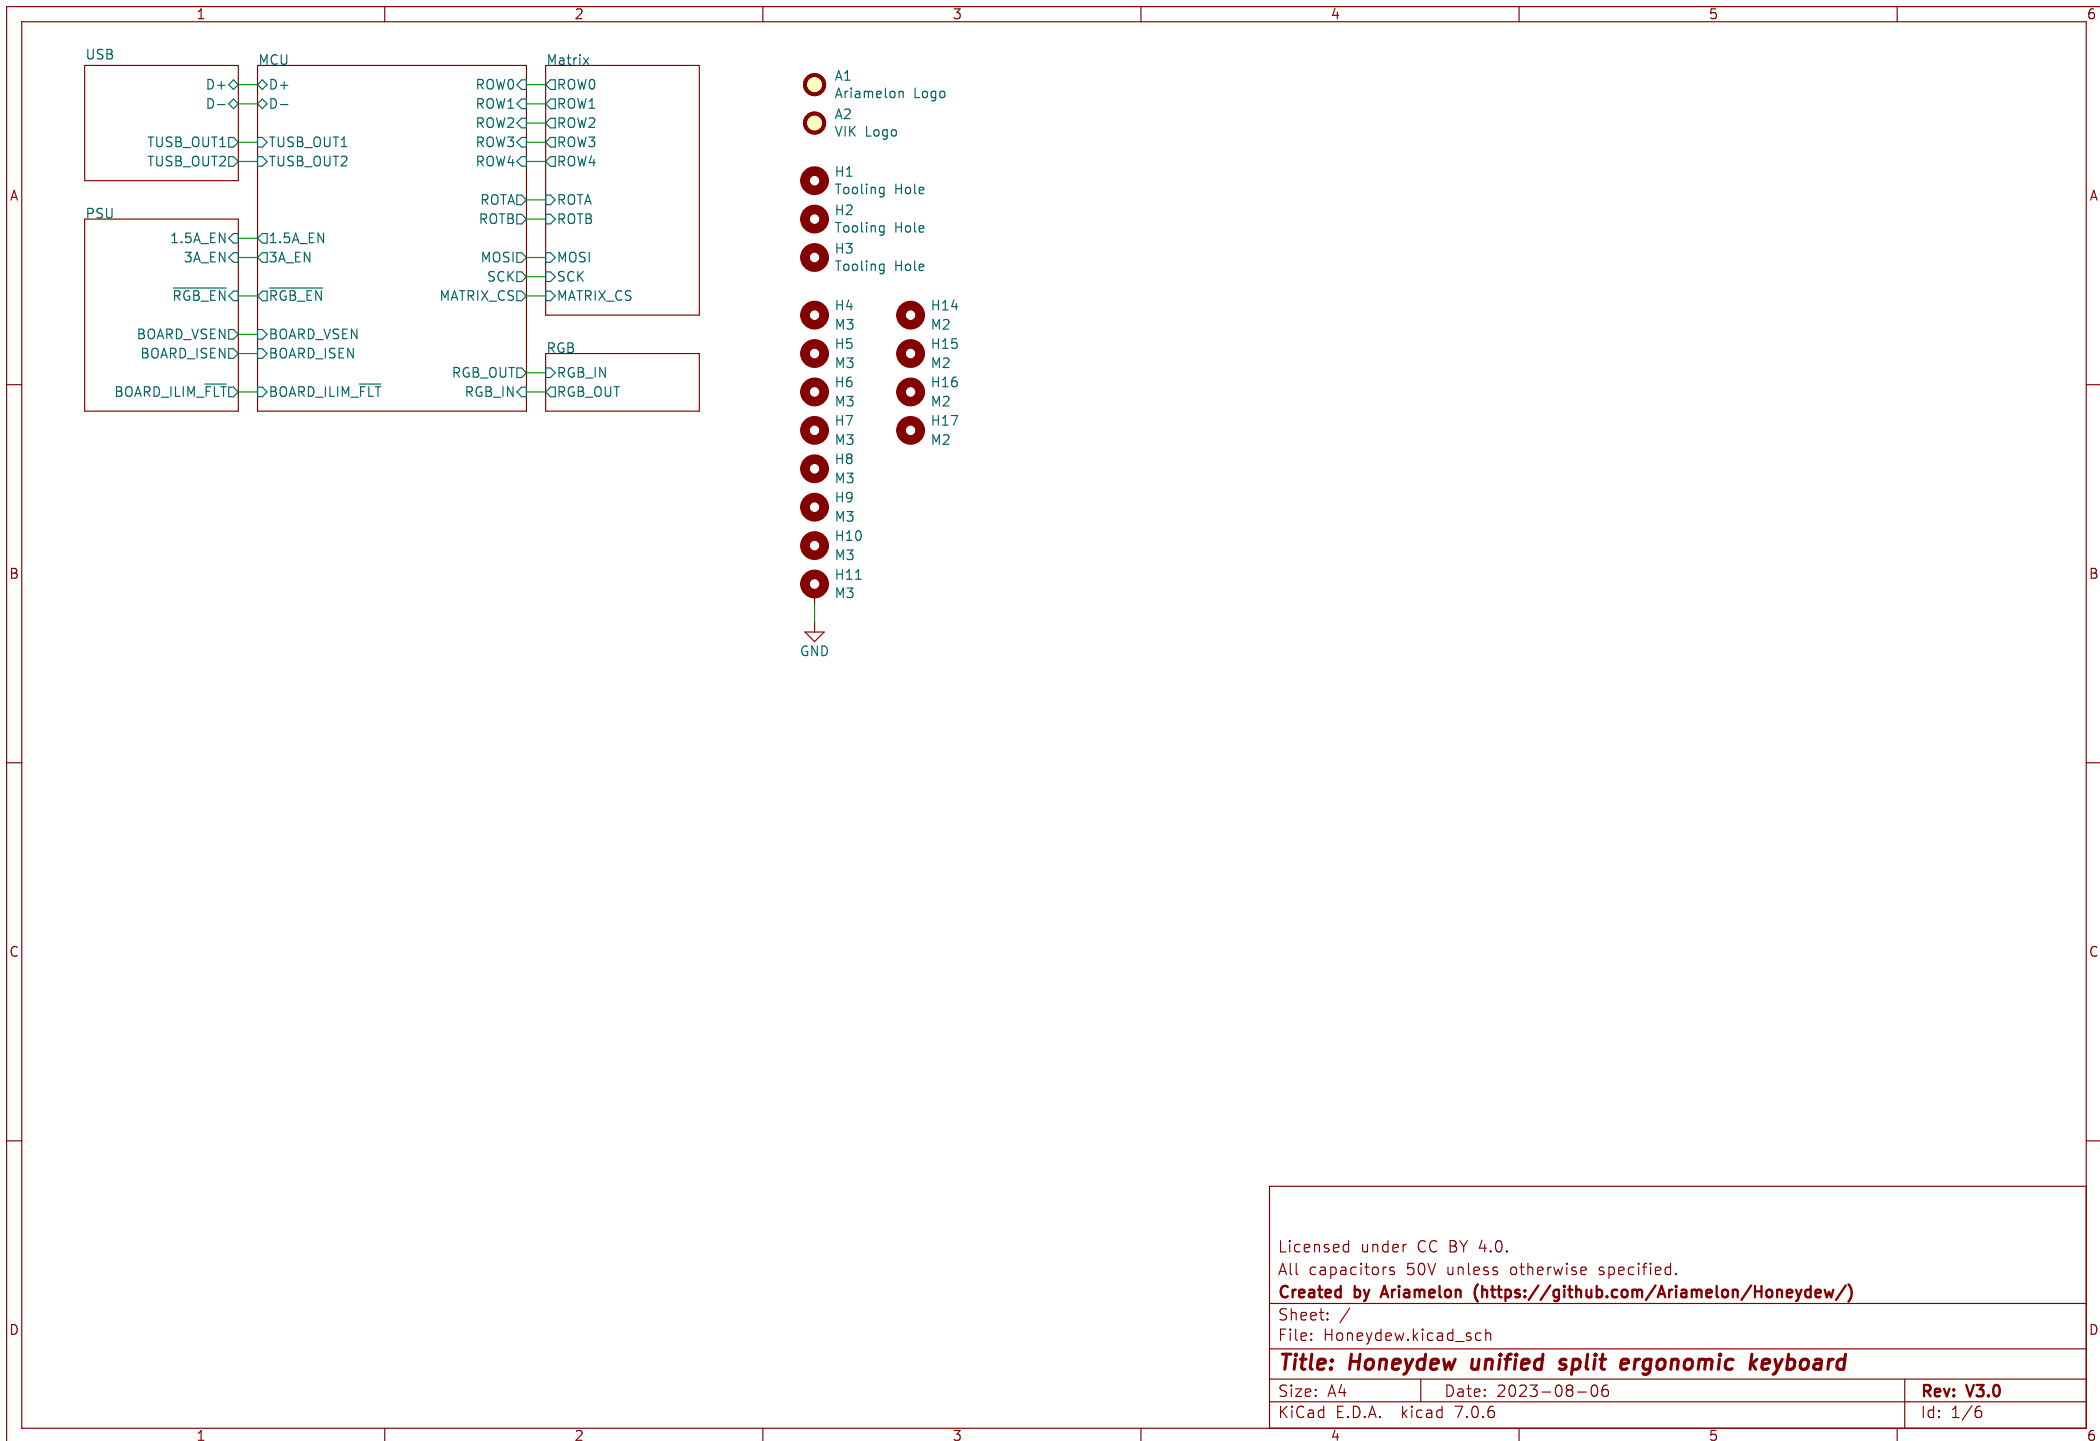 1 2 3 4 5 6
USB
D+
D-
TUSB_OUT1
TUSB_OUT2
PSU
1.5A_EN
3A_EN
RGB_EN
BOARD_VSEN
BOARD_ISEN
BOARD_ILIM_FLT
MCU
D+
D-
TUSB_OUT1
TUSB_OUT2
1.5A_EN
3A_EN
RGB_EN
BOARD_VSEN
BOARD_ISEN
BOARD_ILIM_FLT
ROW0
ROW1
ROW2
ROW3
ROW4
ROTA
ROTB
MOSI
SCK
MATRIX_CS
RGB_OUT
RGB_IN
Matrix
ROW0
ROW1
ROW2
ROW3
ROW4
ROTA
ROTB
MOSI
SCK
MATRIX_CS
RGB
RGB_IN
RGB_OUT
A1
Ariamelon Logo
A2
VIK Logo
H1
Tooling Hole
H2
Tooling Hole
H3
Tooling Hole
H4
M3
H5
M3
H6
M3
H7
M3
H8
M3
H9
M3
H10
M3
H11
M3
GND
H14
M2
H15
M2
H16
M2
H17
M2
A A
B B
C C
D D
Licensed under CC BY 4.0.
All capacitors 50V unless otherwise specified.
Created by Ariamelon (https://github.com/Ariamelon/Honeydew/)
Sheet: /
File: Honeydew.kicad_sch
Title: Honeydew unified split ergonomic keyboard
Size: A4 Date: 2023-08-06 Rev: V3.0
KiCad E.D.A. kicad 7.0.6 Id: 1/6
1 2 3 4 5 6